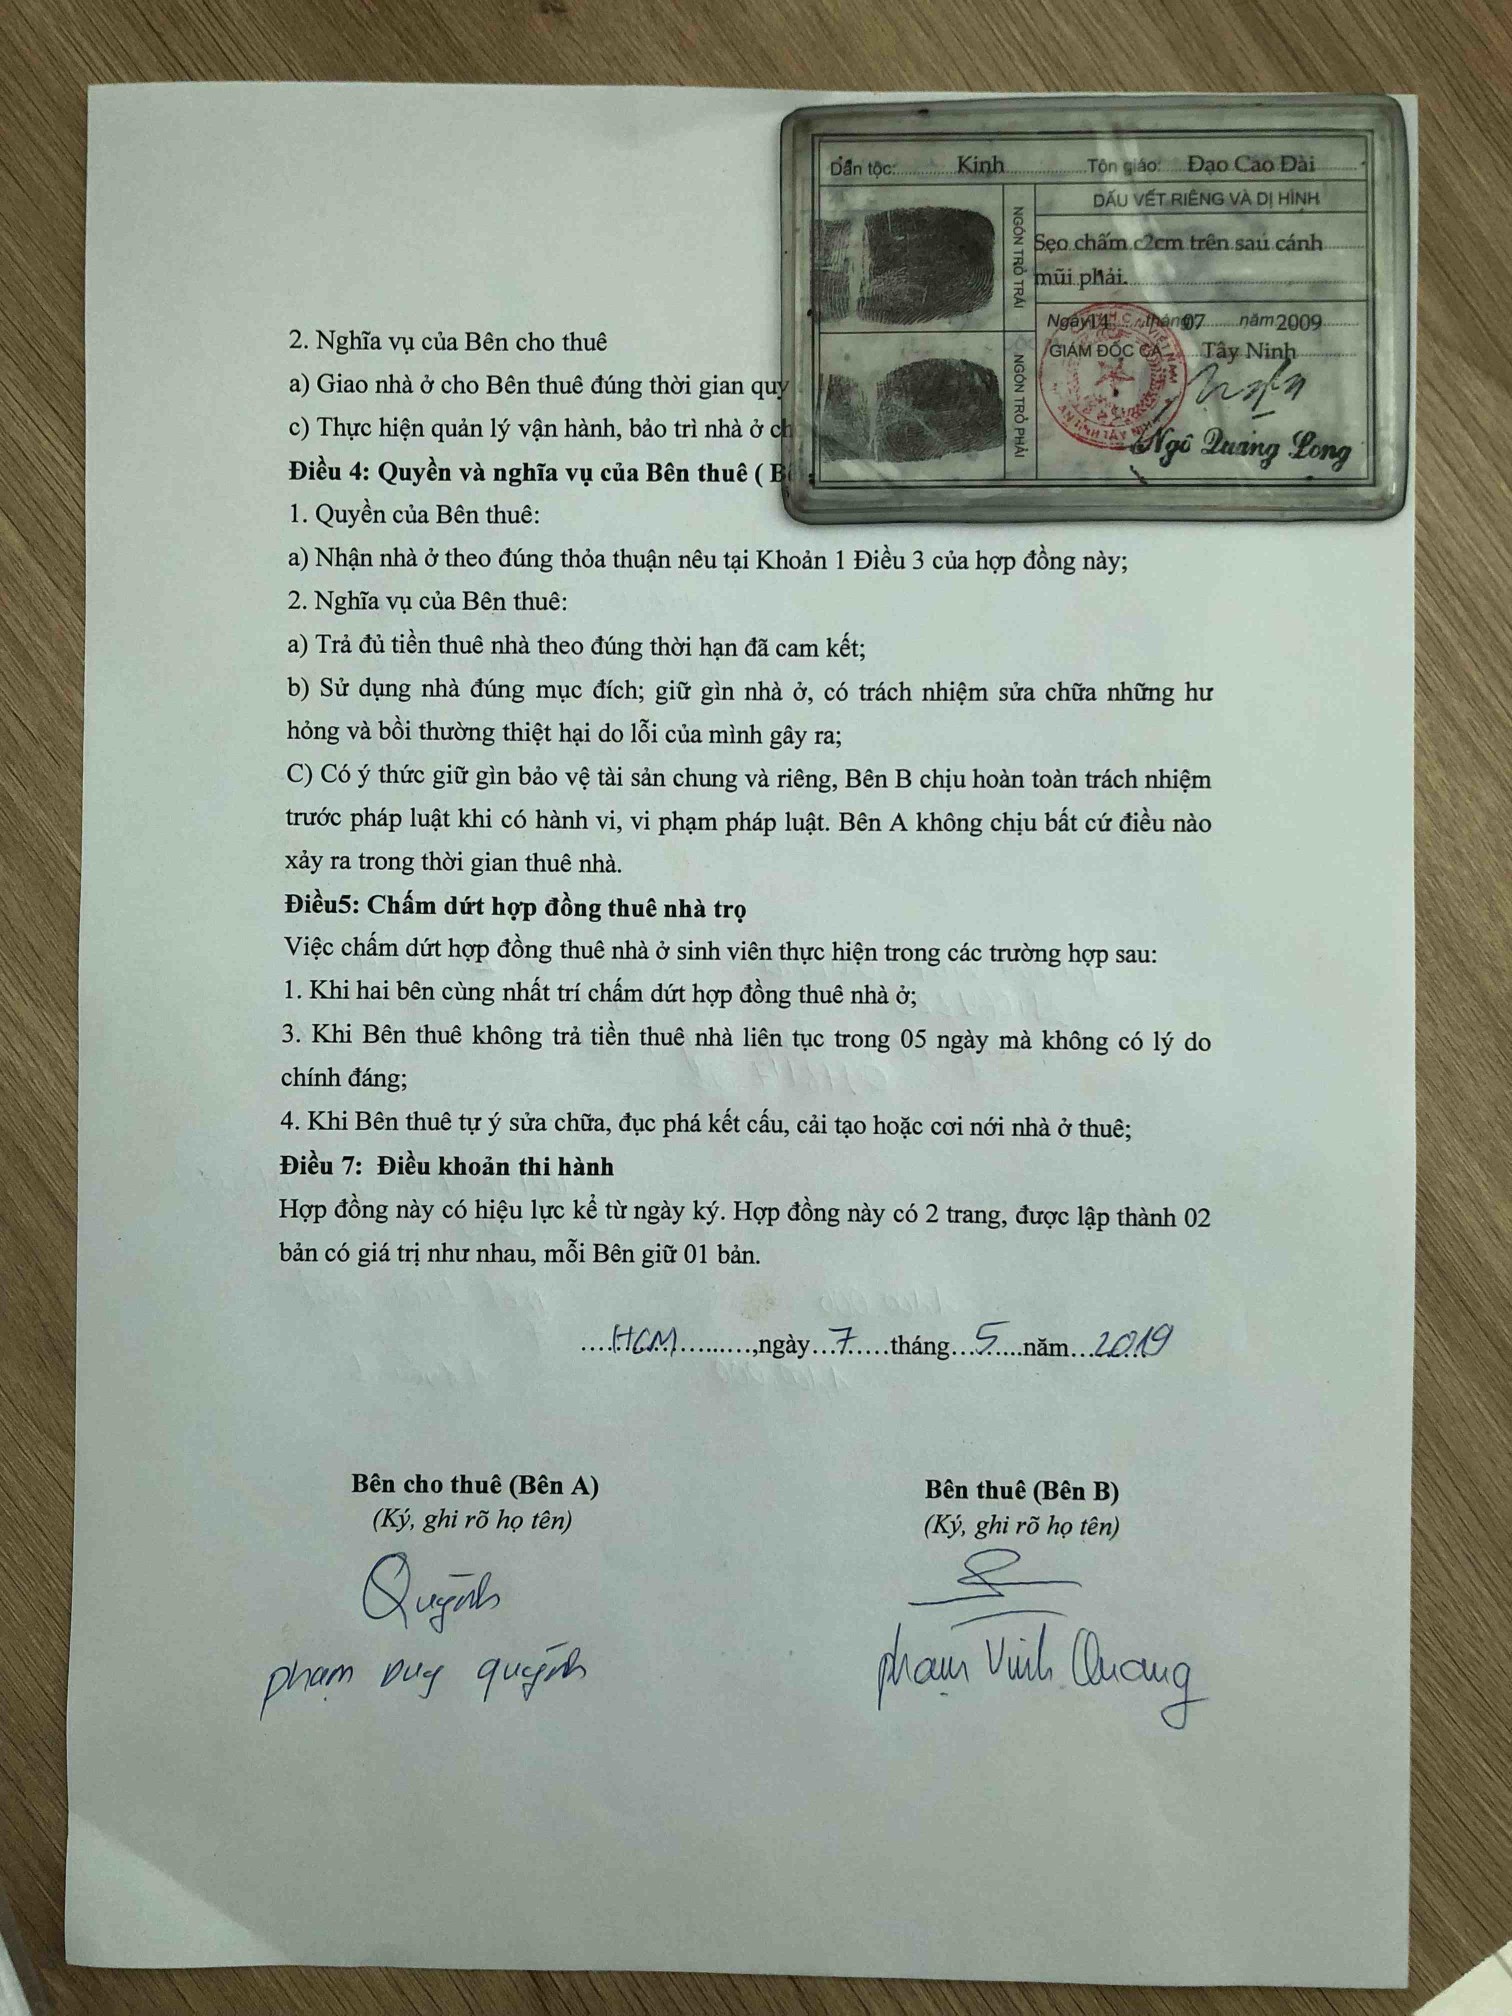 Dân tộc: Kinh Tôn giáo: Đạo Cao Đài
DẤU VẾT RIÊNG VÀ DỊ HÌNH
NGÓN TRỎ TRÁI
Sẹo chấm c2cm trên sau cánh
mũi phải.
NGÓN TRỎ PHẢI
Ngày 14 tháng 07 năm 2009
GIÁM ĐỐC CA Tây Ninh
Ngô Quang Long
2. Nghĩa vụ của Bên cho thuê
a) Giao nhà ở cho Bên thuê đúng thời gian quy
c) Thực hiện quản lý vận hành, bảo trì nhà ở
Điều 4: Quyền và nghĩa vụ của Bên thuê (
1. Quyền của Bên thuê:
a) Nhận nhà ở theo đúng thỏa thuận nêu tại Khoản 1 Điều 3 của hợp đồng này;
2. Nghĩa vụ của Bên thuê:
a) Trả đủ tiền thuê nhà theo đúng thời hạn đã cam kết;
b) Sử dụng nhà đúng mục đích; giữ gìn nhà ở, có trách nhiệm sửa chữa những hư
hỏng và bồi thường thiệt hại do lỗi của mình gây ra;
C) Có ý thức giữ gìn bảo vệ tài sản chung và riêng, Bên B chịu hoàn toàn trách nhiệm
trước pháp luật khi có hành vi, vi phạm pháp luật. Bên A không chịu bất cứ điều nào
xảy ra trong thời gian thuê nhà.
Điều5: Chấm dứt hợp đồng thuê nhà trọ
Việc chấm dứt hợp đồng thuê nhà ở sinh viên thực hiện trong các trường hợp sau:
1. Khi hai bên cùng nhất trí chấm dứt hợp đồng thuê nhà ở;
3. Khi Bên thuê không trả tiền thuê nhà liên tục trong 05 ngày mà không có lý do
chính đáng;
4. Khi Bên thuê tự ý sửa chữa, đục phá kết cấu, cải tạo hoặc cơi nới nhà ở thuê;
Điều 7: Điều khoản thi hành
Hợp đồng này có hiệu lực kể từ ngày ký. Hợp đồng này có 2 trang, được lập thành 02
bản có giá trị như nhau, mỗi Bên giữ 01 bản.
.....HCM.........,ngày...7.....tháng...5.....năm...2019
Bên cho thuê (Bên A) Bên thuê (Bên B)
(Ký, ghi rõ họ tên) (Ký, ghi rõ họ tên)
Quỳnh
phạm Duy quỳnh phạm Vinh Quang